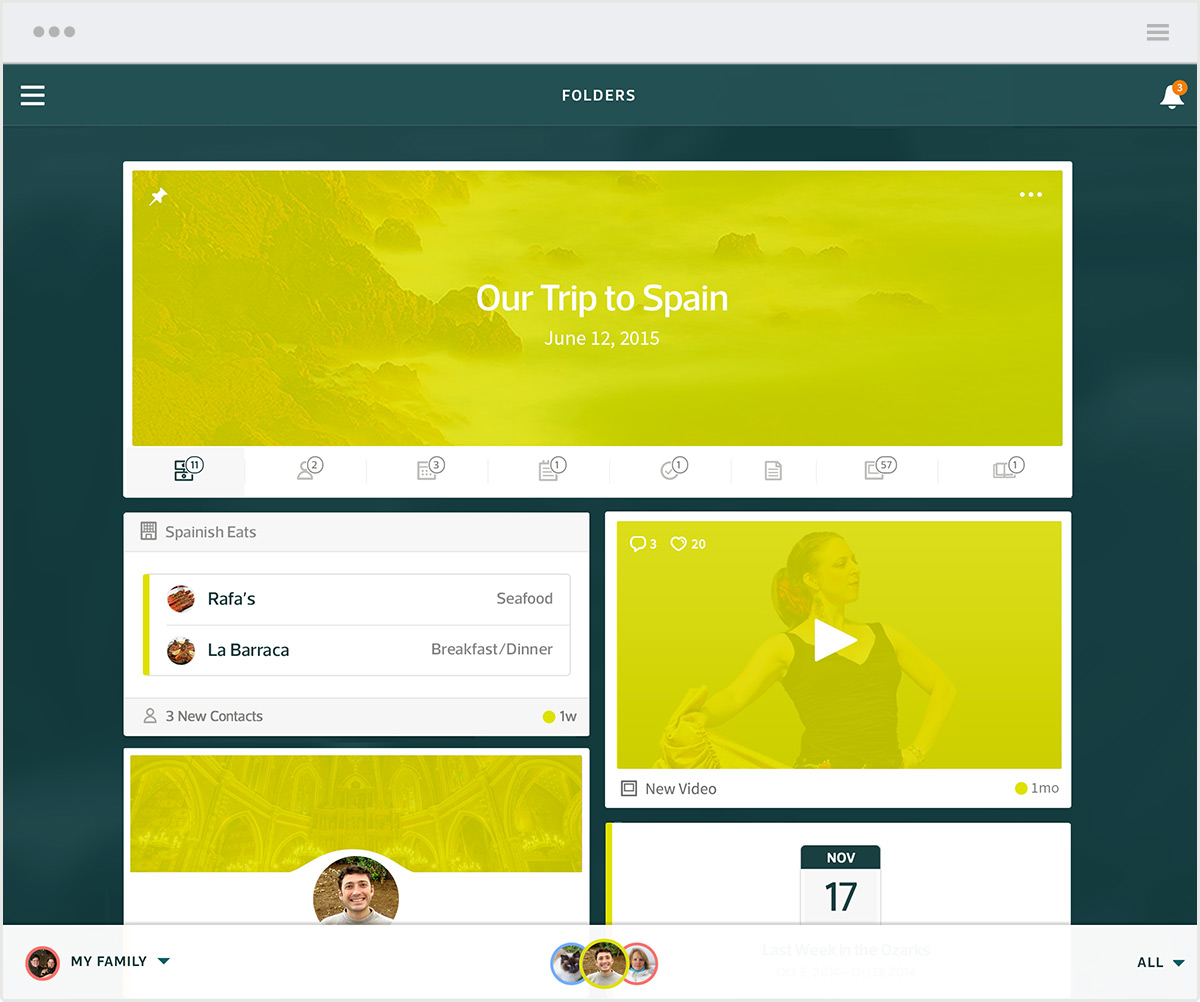 FOLDERS
3
Our Trip to Spain
June 12, 2015
11
2
3
1
1
57
1
Spainish Eats
Rafa's Seafood
La Barraca Breakfast/Dinner
3 New Contacts 1w
3 20
New Video 1mo
NOV
17
Last Week in the Ozarks
MY FAMILY
ALL